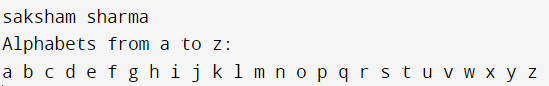 saksham sharma
Alphabets from a to z:
a b c d e f g h i j k l m n o p q r s t u v w x y z